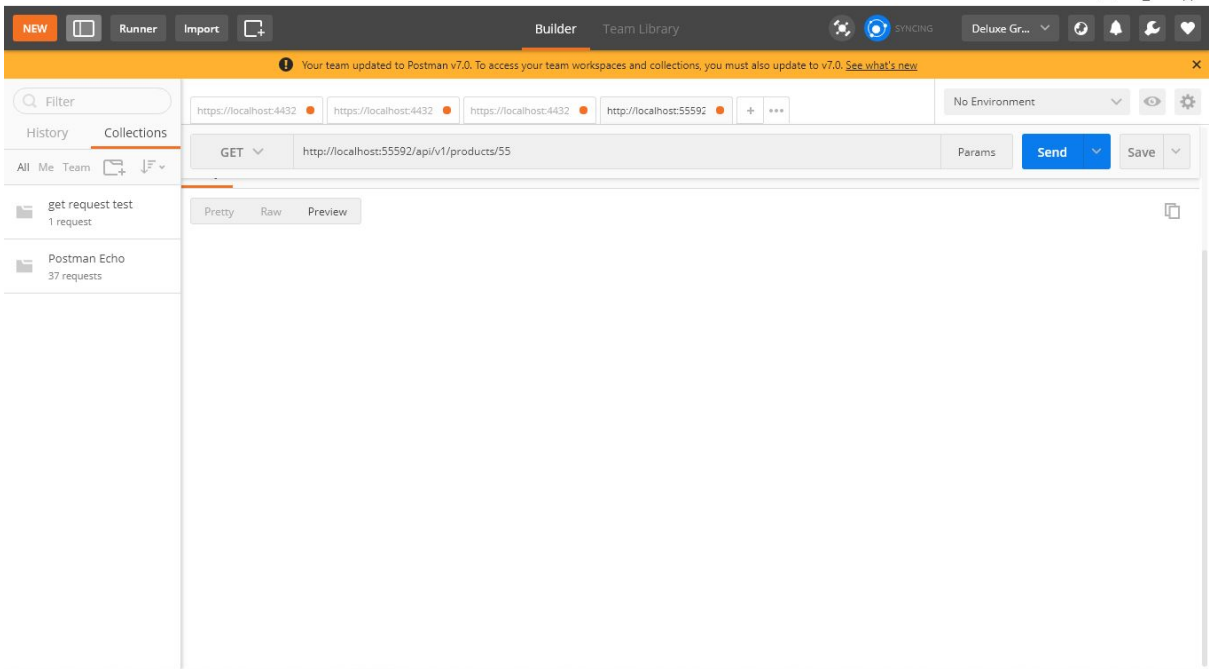 NEW Runner Import Builder Team Library SYNCING Deluxe Gr...
Your team updated to Postman v7.0. To access your team workspaces and collections, you must also update to v7.0. See what's new
Filter
History Collections
All Me Team
get request test
1 request
Postman Echo
37 requests
https://localhost:4432 https://localhost:4432 https://localhost:4432 http://localhost:55592 + •••
No Environment
GET http://localhost:55592/api/v1/products/55 Params Send Save
Pretty Raw Preview